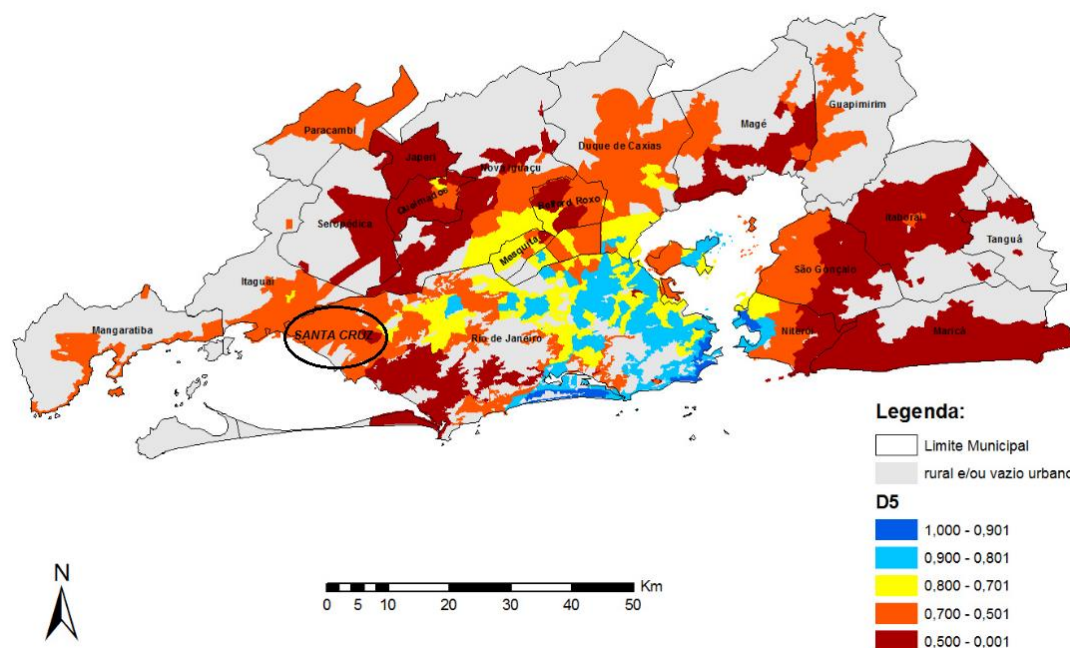 Guapimirim
Magé
Paracambi
Duque de Caxias
Japeri
Nova Iguaçu
Queimados
Belford Roxo
Seropédica
Itaboraí
Mesquita
Tanguá
Itaguaí
São Gonçalo
Mangaratiba
SANTA CRUZ
Rio de Janeiro
Niterói
Maricá
Legenda:
Limite Municipal
rural e/ou vazio urbano
D5
1,000 - 0,901
0,900 - 0,801
0,800 - 0,701
0,700 - 0,501
0,500 - 0,001
N
Km
0 5 10 20 30 40 50